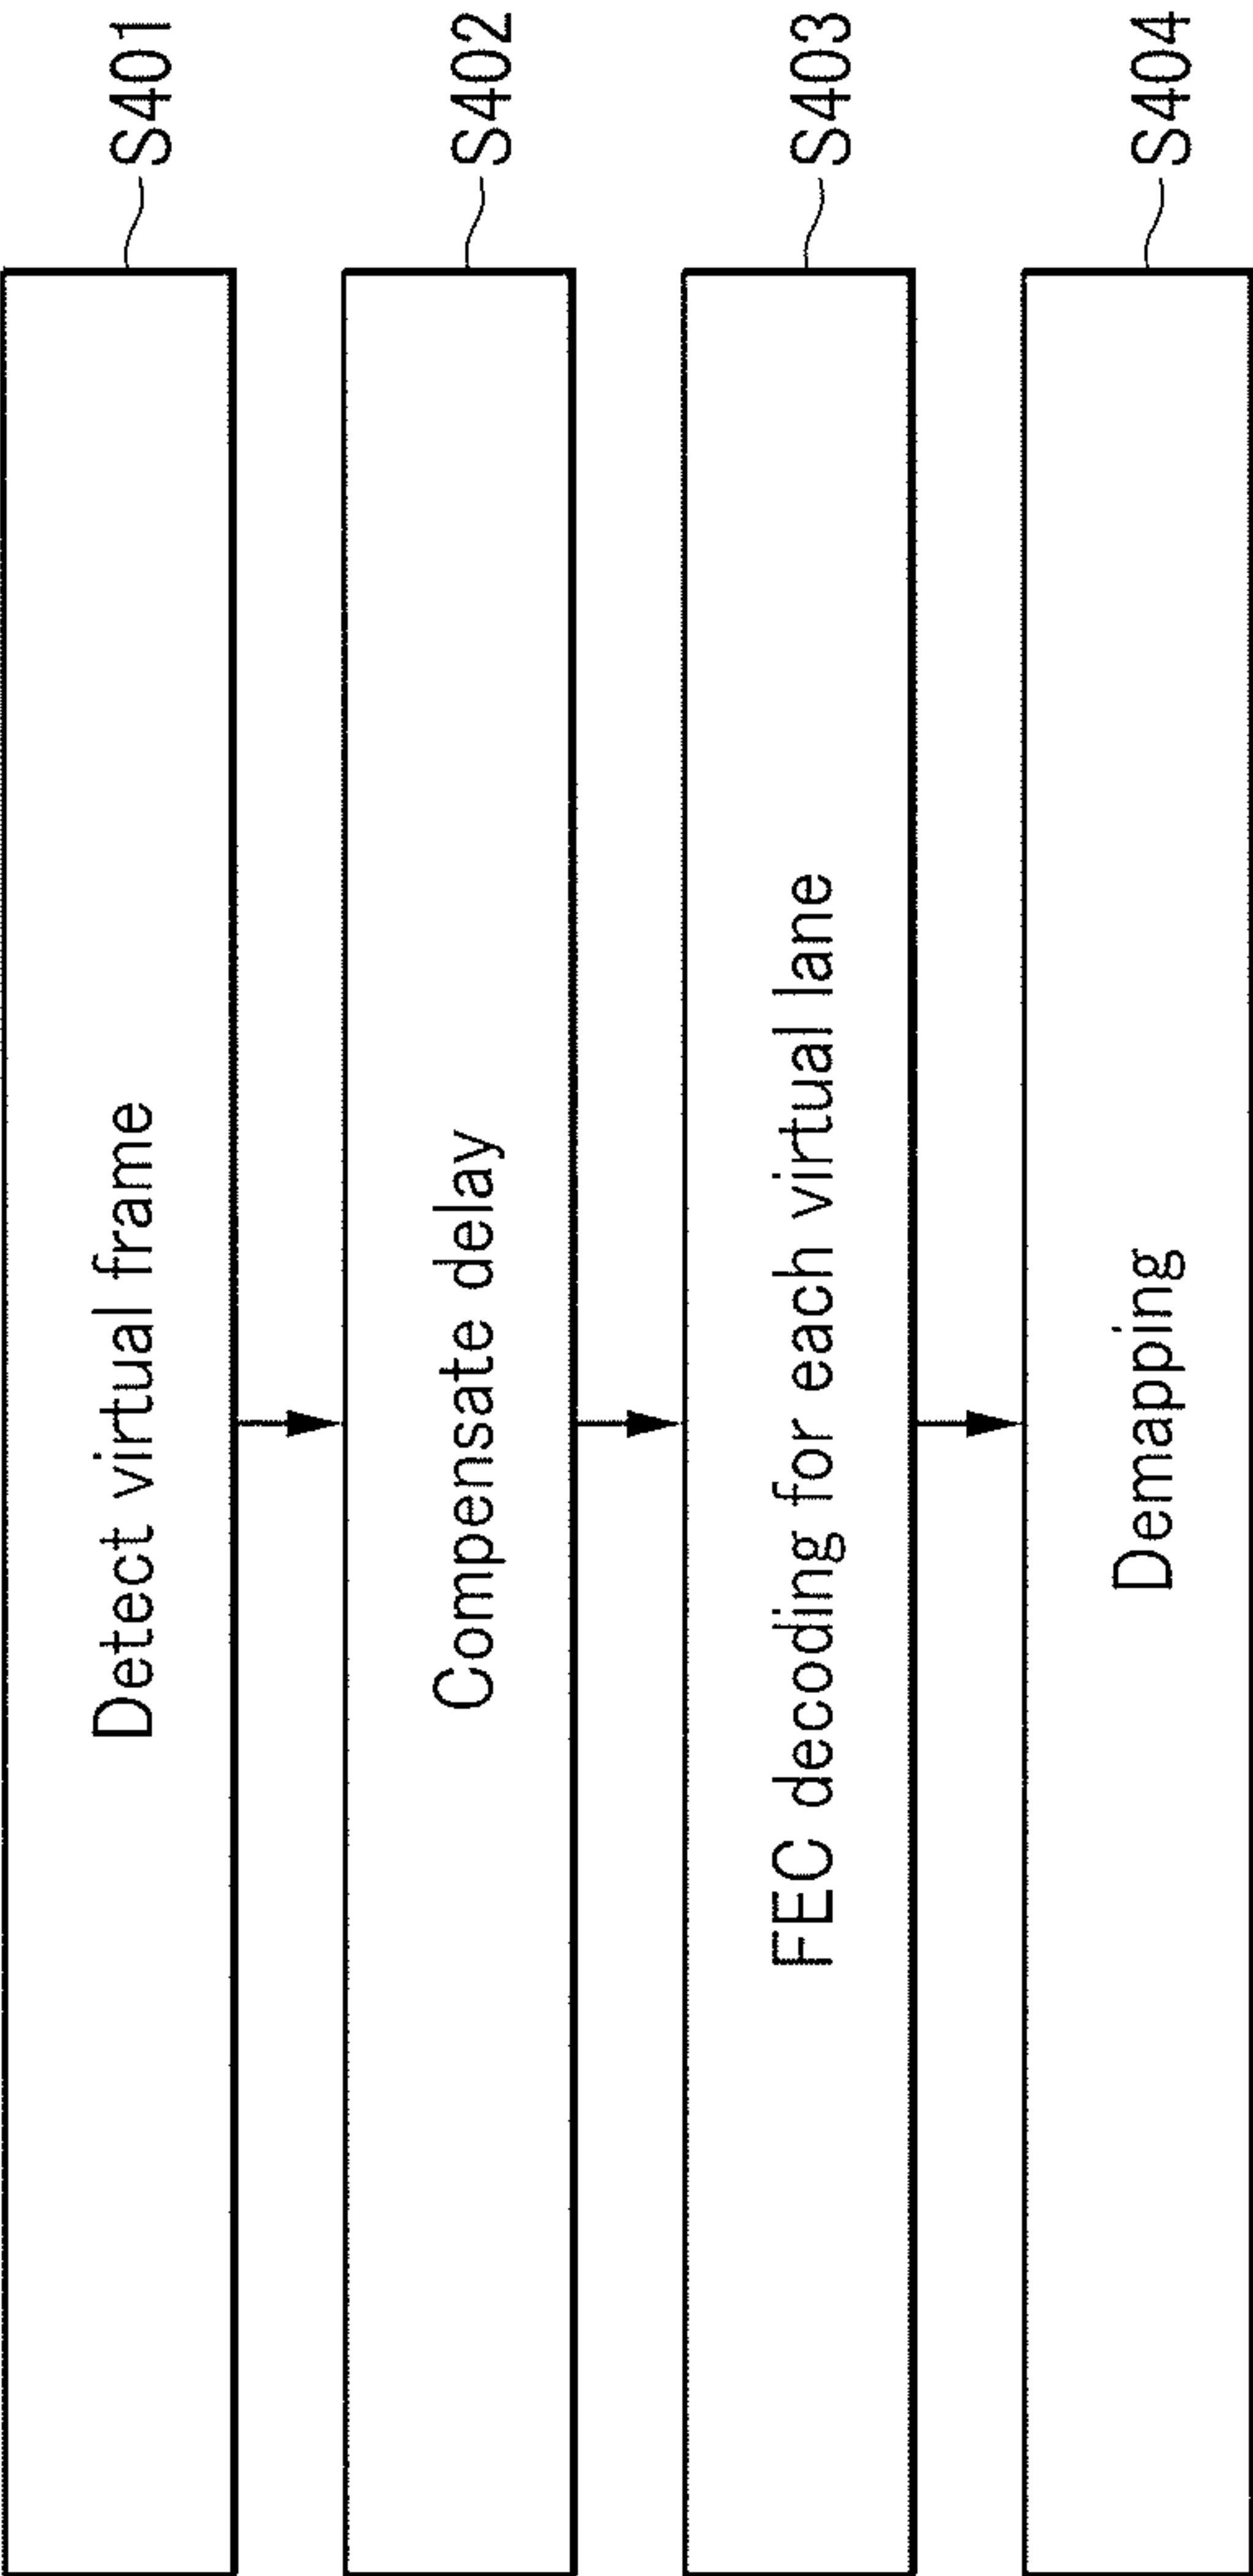 Detect virtual frame
S401
Compensate delay
S402
FEC decoding for each virtual lane
S403
Demapping
S404